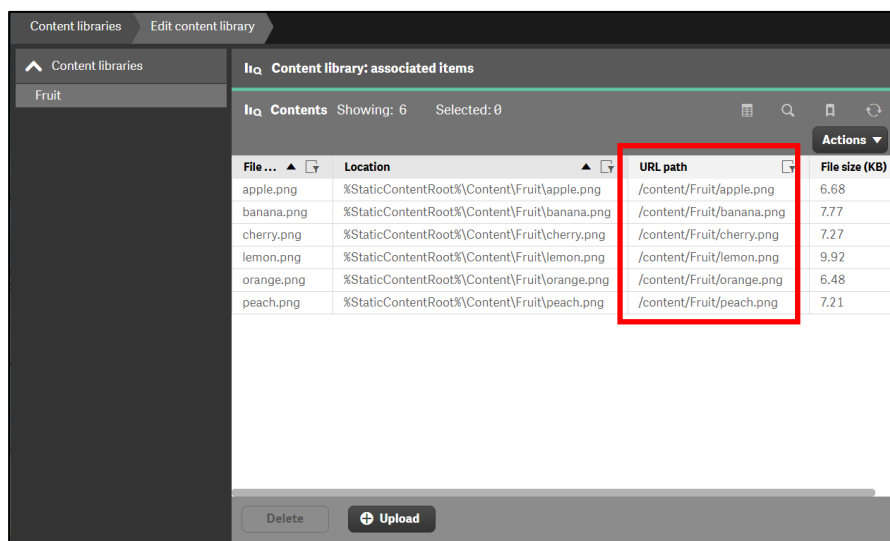 Content libraries Edit content library
Content libraries
Fruit
Content library: associated items
Contents Showing: 6 Selected: 0
Actions
File ... Location URL path File size (KB)
apple.png %StaticContentRoot%\Content\Fruit\apple.png /content/Fruit/apple.png 6.68
banana.png %StaticContentRoot%\Content\Fruit\banana.png /content/Fruit/banana.png 7.77
cherry.png %StaticContentRoot%\Content\Fruit\cherry.png /content/Fruit/cherry.png 7.27
lemon.png %StaticContentRoot%\Content\Fruit\lemon.png /content/Fruit/lemon.png 9.92
orange.png %StaticContentRoot%\Content\Fruit\orange.png /content/Fruit/orange.png 6.48
peach.png %StaticContentRoot%\Content\Fruit\peach.png /content/Fruit/peach.png 7.21
Delete Upload